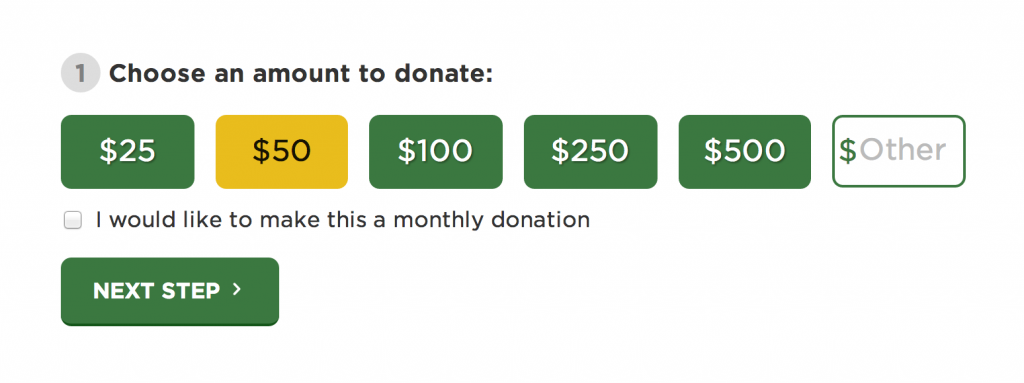 1 Choose an amount to donate:
$25 $50 $100 $250 $500 $Other
I would like to make this a monthly donation
NEXT STEP ›